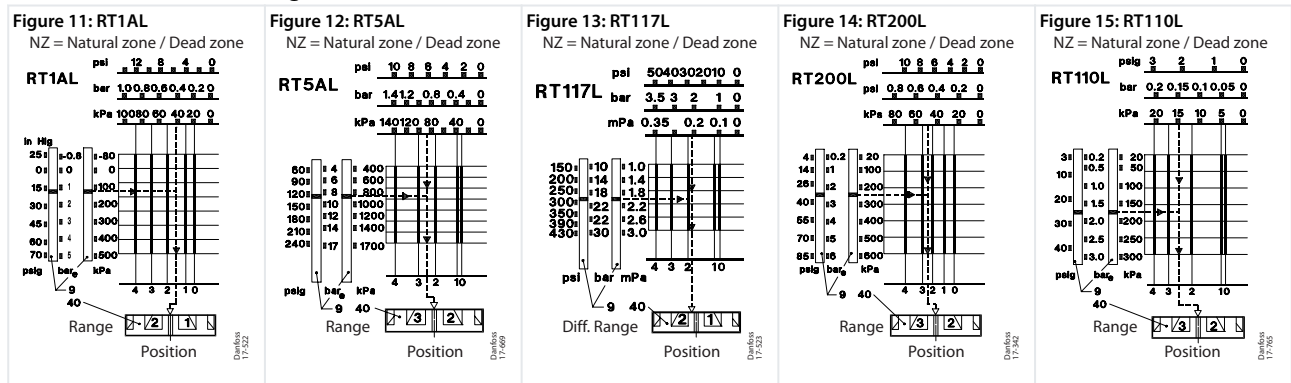 Figure 11: RT1AL
NZ = Natural zone / Dead zone
psi 12 8 4 0
RT1AL
bar 1.0 0.8 0.6 0.4 0.2 0
kPa 100 80 60 40 20 0
In Hig
25 -0.8 -80
0 0 0
15 1 100
30 2 200
45 3 300
60 4 400
70 5 500
psig bare kPa
4 3 2 1 0
9
40
Range 2 1
Position
Danfoss
17-522
Figure 12: RT5AL
NZ = Natural zone / Dead zone
psi 10 8 6 4 2 0
RT5AL
bar 1.4 1.2 0.8 0.4 0
kPa 140 120 80 40 0
60 4 400
90 6 600
120 8 800
150 10 1000
180 12 1200
210 14 1400
240 17 1700
4 3 2 10
psig bare kPa
9
40
Range 3 2
Position
Danfoss
17-669
Figure 13: RT117L
NZ = Natural zone / Dead zone
psi 50 40 30 20 10 0
RT117L
bar 3.5 3 2 1 0
mPa 0.35 0.2 0.1 0
150 10 1.0
200 14 1.4
250 18 1.8
300 2.2
350 22 2.6
390
430 30 3.0
psi bar mPa
4 3 2 10
9 40
Diff. Range 2 1
Position
Danfoss
17-523
Figure 14: RT200L
NZ = Natural zone / Dead zone
psi 10 8 6 4 2 0
RT200L
psi 0.8 0.6 0.4 0.2 0
kPa 80 60 40 20 0
4 0.2 20
14 1 100
26 2 200
40 3 300
55 4 400
70 5 500
85 6 600
psig bare kPa
4 3 2 1 0
9
40
Range 3 2
Position
Danfoss
17-342
Figure 15: RT110L
NZ = Natural zone / Dead zone
psig 3 2 1 0
RT110L
bar 0.2 0.15 0.1 0.05 0
kPa 20 15 10 5 0
3 0.2 20
0.5 50
10 1.0 100
1.5 150
20 2.0 200
30 2.5 250
40 3.0 300
psig bare kPa
4 3 2 10
9
40
Range 3 2
Position
Danfoss
17-765